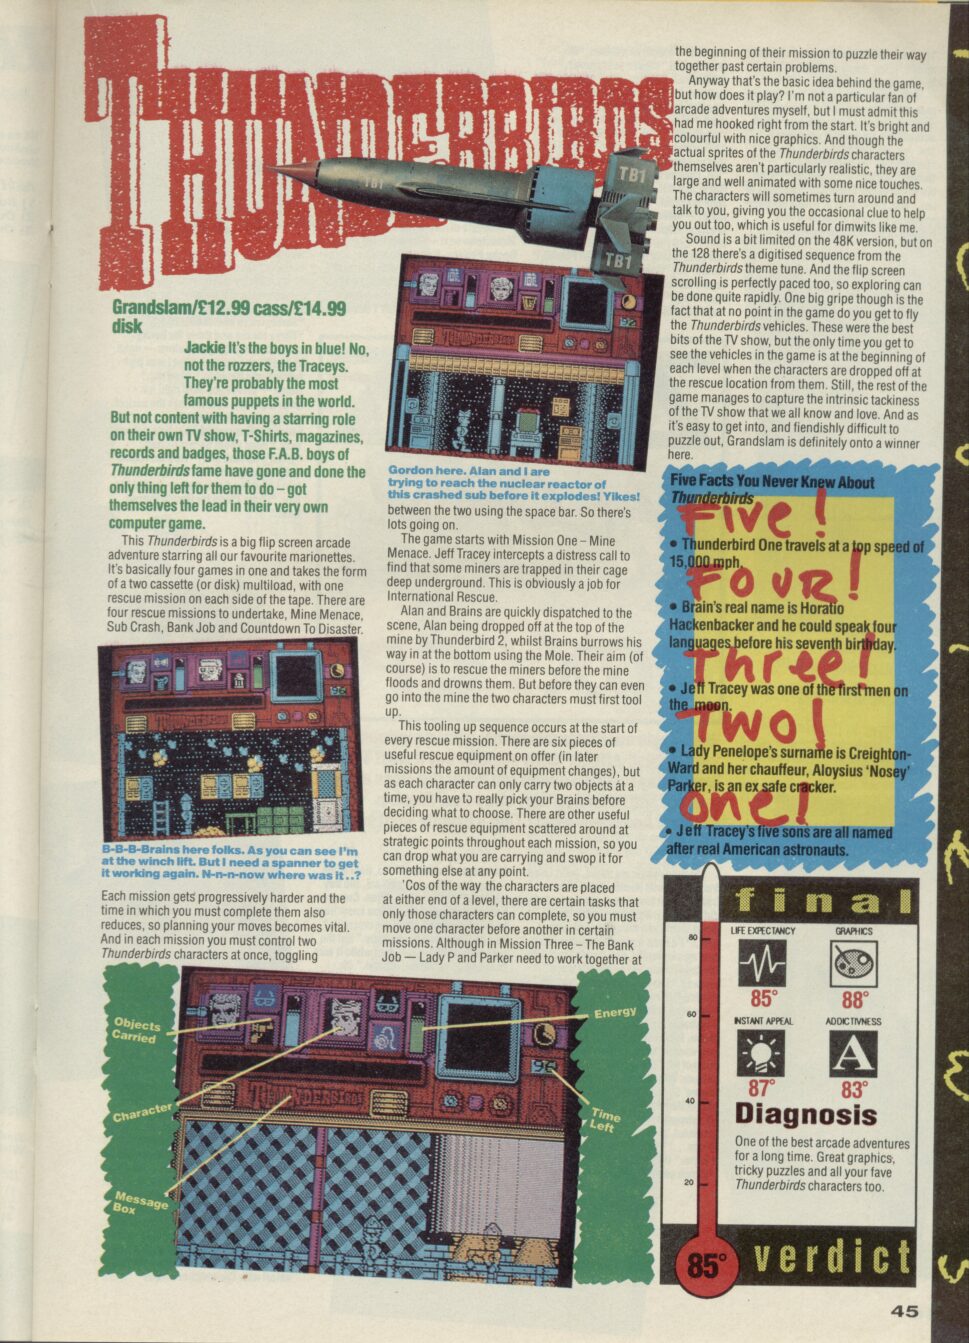 THUNDERBIRDS
TB1
TB1
TB1
Grandslam/£12.99 cass/£14.99
disk
Jackie It's the boys in blue! No,
not the rozzers, the Traceys.
They're probably the most
famous puppets in the world.
But not content with having a starring role
on their own TV show, T-Shirts, magazines,
records and badges, those F.A.B. boys of
Thunderbirds fame have gone and done the
only thing left for them to do – got
themselves the lead in their very own
computer game.
This Thunderbirds is a big flip screen arcade
adventure starring all our favourite marionettes.
It's basically four games in one and takes the form
of a two cassette (or disk) multiload, with one
rescue mission on each side of the tape. There are
four rescue missions to undertake, Mine Menace,
Sub Crash, Bank Job and Countdown To Disaster.
THUNDERBIRDS
B-B-B-Brains here folks. As you can see I'm
at the winch lift. But I need a spanner to get
it working again. N-n-n-now where was it . . ?
Each mission gets progressively harder and the
time in which you must complete them also
reduces, so planning your moves becomes vital.
And in each mission you must control two
Thunderbirds characters at once, toggling
THUNDERBIRDS
92
Gordon here. Alan and I are
trying to reach the nuclear reactor of
this crashed sub before it explodes! Yikes!
between the two using the space bar. So there's
lots going on.
The game starts with Mission One – Mine
Menace. Jeff Tracey intercepts a distress call to
find that some miners are trapped in their cage
deep underground. This is obviously a job for
International Rescue.
Alan and Brains are quickly dispatched to the
scene, Alan being dropped off at the top of the
mine by Thunderbird 2, whilst Brains burrows his
way in at the bottom using the Mole. Their aim (of
course) is to rescue the miners before the mine
floods and drowns them. But before they can even
go into the mine the two characters must first tool
up.
This tooling up sequence occurs at the start of
every rescue mission. There are six pieces of
useful rescue equipment on offer (in later
missions the amount of equipment changes), but
as each character can only carry two objects at a
time, you have to really pick your Brains before
deciding what to choose. There are other useful
pieces of rescue equipment scattered around at
strategic points throughout each mission, so you
can drop what you are carrying and swop it for
something else at any point.
'Cos of the way the characters are placed
at either end of a level, there are certain tasks that
only those characters can complete, so you must
move one character before another in certain
missions. Although in Mission Three – The Bank
Job — Lady P and Parker need to work together at
the beginning of their mission to puzzle their way
together past certain problems.
Anyway that's the basic idea behind the game,
but how does it play? I'm not a particular fan of
arcade adventures myself, but I must admit this
had me hooked right from the start. It's bright and
colourful with nice graphics. And though the
actual sprites of the Thunderbirds characters
themselves aren't particularly realistic, they are
large and well animated with some nice touches.
The characters will sometimes turn around and
talk to you, giving you the occasional clue to help
you out too, which is useful for dimwits like me.
Sound is a bit limited on the 48K version, but on
the 128 there's a digitised sequence from the
Thunderbirds theme tune. And the flip screen
scrolling is perfectly paced too, so exploring can
be done quite rapidly. One big gripe though is the
fact that at no point in the game do you get to fly
the Thunderbirds vehicles. These were the best
bits of the TV show, but the only time you get to
see the vehicles in the game is at the beginning of
each level when the characters are dropped off at
the rescue location from them. Still, the rest of the
game manages to capture the intrinsic tackiness
of the TV show that we all know and love. And as
it's easy to get into, and fiendishly difficult to
puzzle out, Grandslam is definitely onto a winner
here.
Five Facts You Never Knew About
Thunderbirds
Five!
• Thunderbird One travels at a top speed of
15,000 mph.
FOUR!
• Brain's real name is Horatio
Hackenbacker and he could speak four
languages before his seventh birthday.
Three!
• Jeff Tracey was one of the first men on
the moon.
TWO!
• Lady Penelope's surname is Creighton-
Ward and her chauffeur, Aloysius 'Nosey'
Parker, is an ex safe cracker.
one!
• Jeff Tracey's five sons are all named
after real American astronauts.
Objects
Carried
Character
Message
Box
Energy
Time
Left
THUNDERBIRDS
96
final
LIFE EXPECTANCY
85°
GRAPHICS
88°
INSTANT APPEAL
87°
ADDICTIVNESS
A
83°
80
60
40
20
Diagnosis
One of the best arcade adventures
for a long time. Great graphics,
tricky puzzles and all your fave
Thunderbirds characters too.
85°
verdict
45